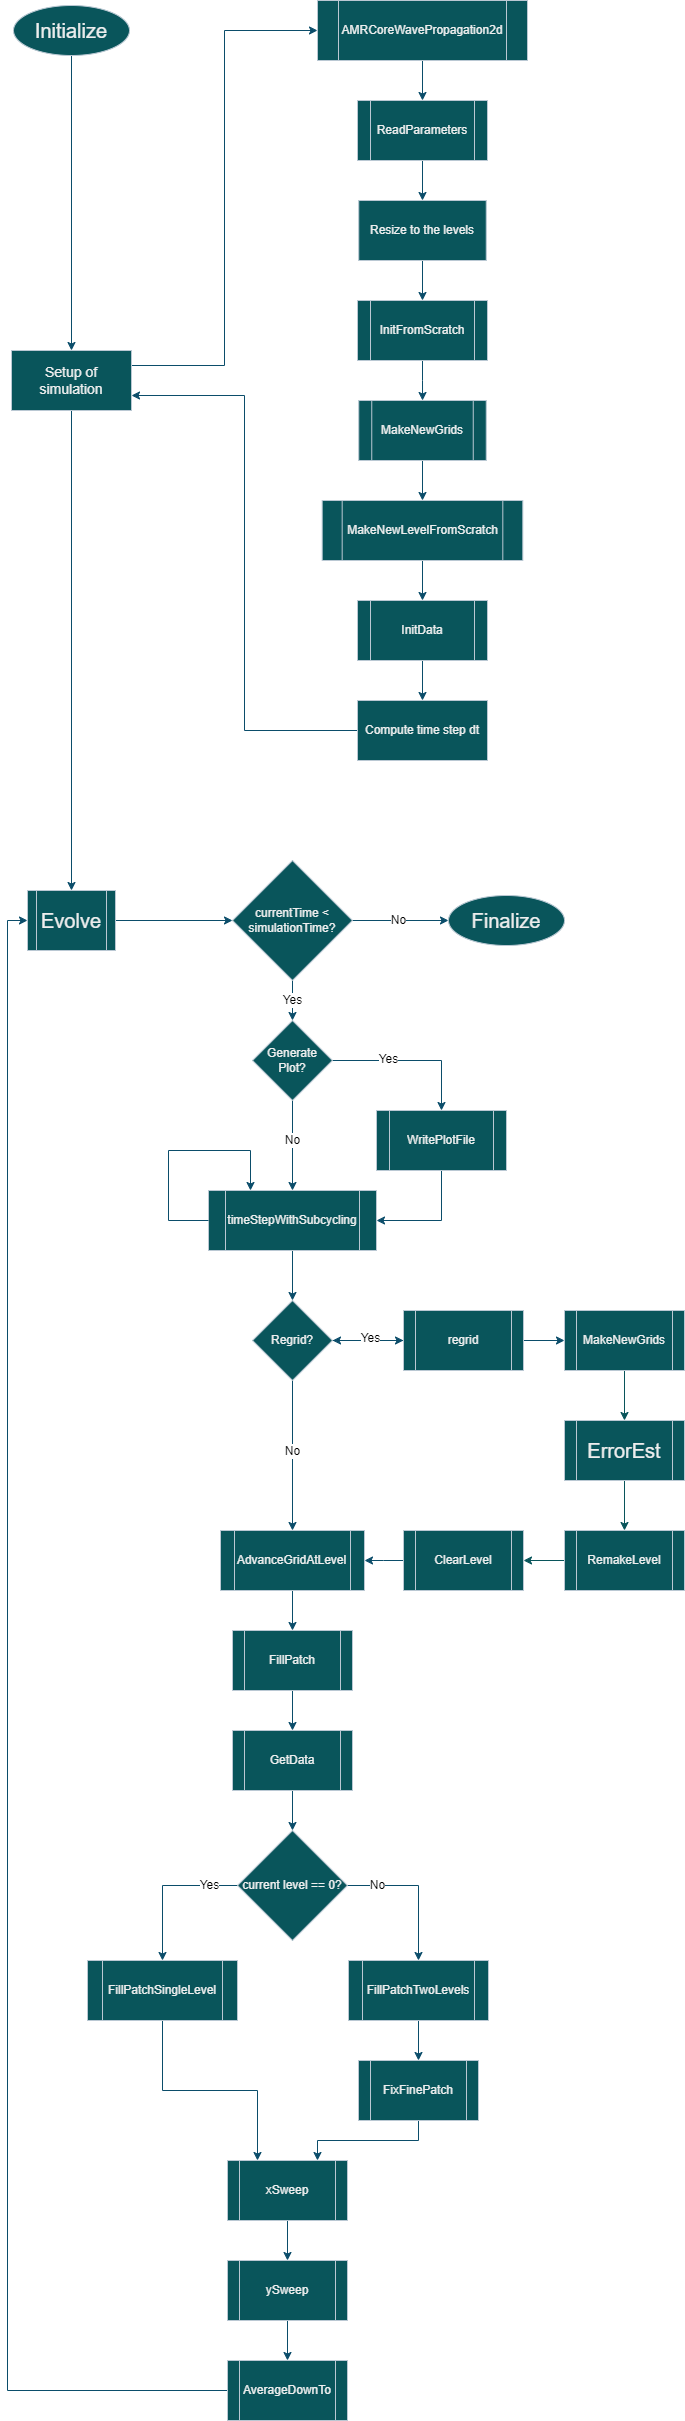 Initialize
AMRCoreWavePropagation2d
ReadParameters
Resize to the levels
InitFromScratch
Setup of
simulation
MakeNewGrids
MakeNewLevelFromScratch
InitData
Compute time step dt
Evolve
currentTime <
simulationTime?
No
Finalize
Yes
Generate
Plot?
Yes
No
WritePlotFile
timeStepWithSubcycling
Regrid?
Yes
regrid
MakeNewGrids
No
ErrorEst
AdvanceGridAtLevel
ClearLevel
RemakeLevel
FillPatch
GetData
Yes
current level == 0?
No
FillPatchSingleLevel
FillPatchTwoLevels
FixFinePatch
xSweep
ySweep
AverageDownTo